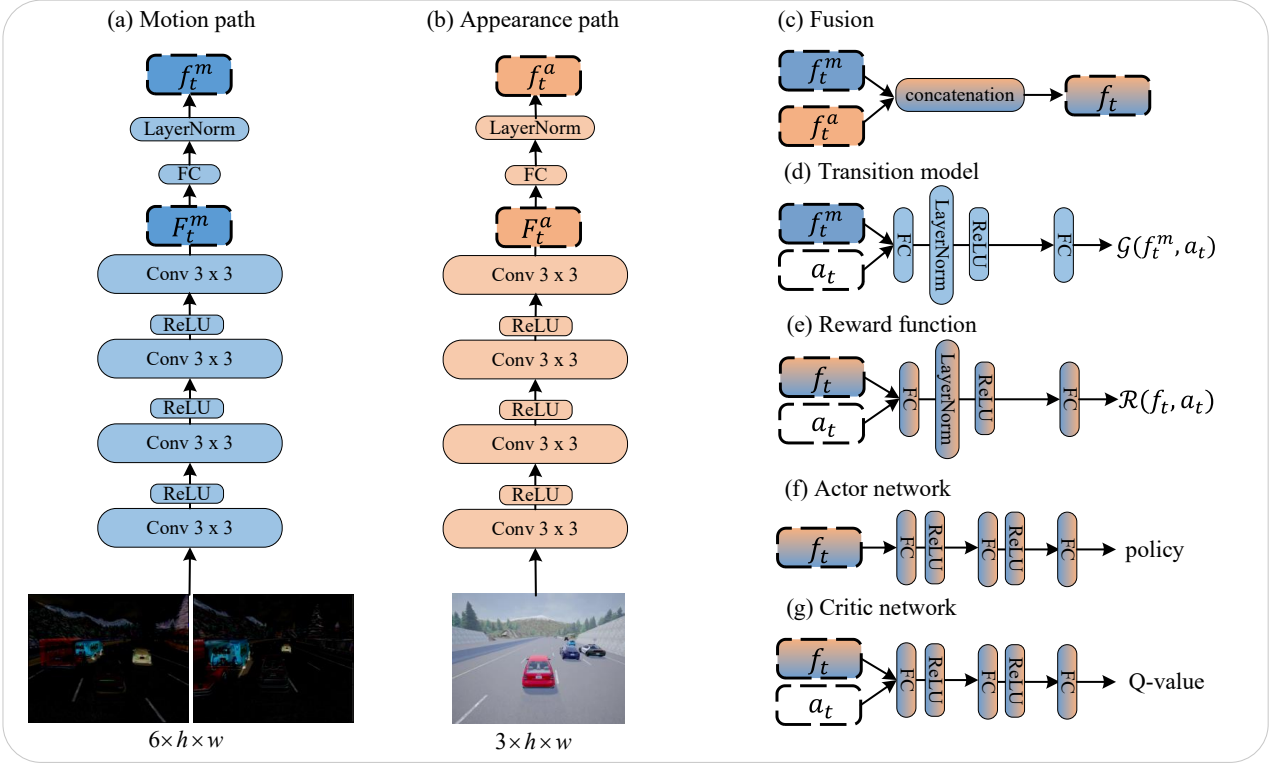 (a) Motion path
f_t^m
LayerNorm
FC
F_t^m
Conv 3 x 3
ReLU
Conv 3 x 3
ReLU
Conv 3 x 3
ReLU
Conv 3 x 3
6×h×w
(b) Appearance path
f_t^a
LayerNorm
FC
F_t^a
Conv 3 x 3
ReLU
Conv 3 x 3
ReLU
Conv 3 x 3
ReLU
Conv 3 x 3
3×h×w
(c) Fusion
f_t^m
f_t^a
concatenation
f_t
(d) Transition model
f_t^m
a_t
FC
LayerNorm
ReLU
FC
𝒢(f_t^m, a_t)
(e) Reward function
f_t
a_t
FC
LayerNorm
ReLU
FC
ℛ(f_t, a_t)
(f) Actor network
f_t
FC
ReLU
FC
ReLU
FC
policy
(g) Critic network
f_t
a_t
FC
ReLU
FC
ReLU
FC
Q-value